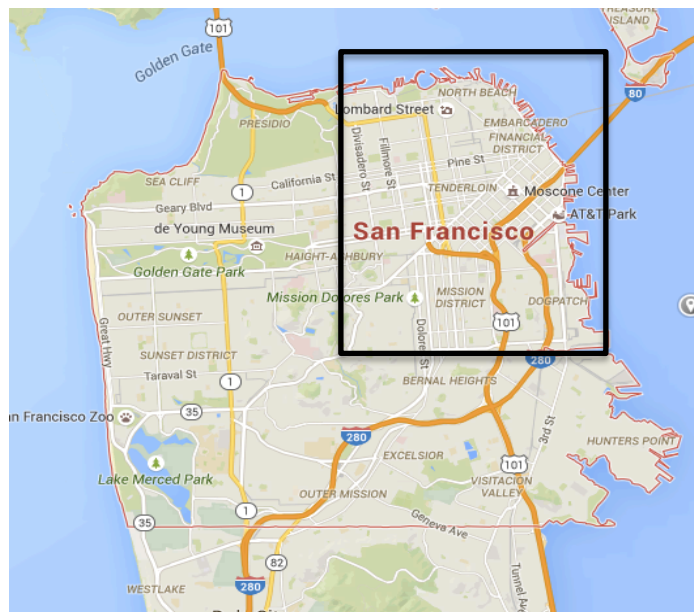 TREASURE
ISLAND
101
Golden Gate
80
NORTH BEACH
Lombard Street
PRESIDIO
EMBARCADERO
FINANCIAL
DISTRICT
Divisadero St
Fillmore St
Pine St
SEA CLIFF
California St
1
TENDERLOIN
Moscone Center
Geary Blvd
AT&T Park
de Young Museum
San Francisco
HAIGHT-ASHBURY
Golden Gate Park
Mission Dolores Park
MISSION
DISTRICT
DOGPATCH
OUTER SUNSET
Great Hwy
Dolores St
101
SUNSET DISTRICT
280
Taraval St
1
BERNAL HEIGHTS
35
an Francisco Zoo
3rd St
280
HUNTERS POINT
EXCELSIOR
101
Lake Merced Park
VISITACION
VALLEY
OUTER MISSION
1
35
Geneva Ave
82
Tunnel Ave
WESTLAKE
280